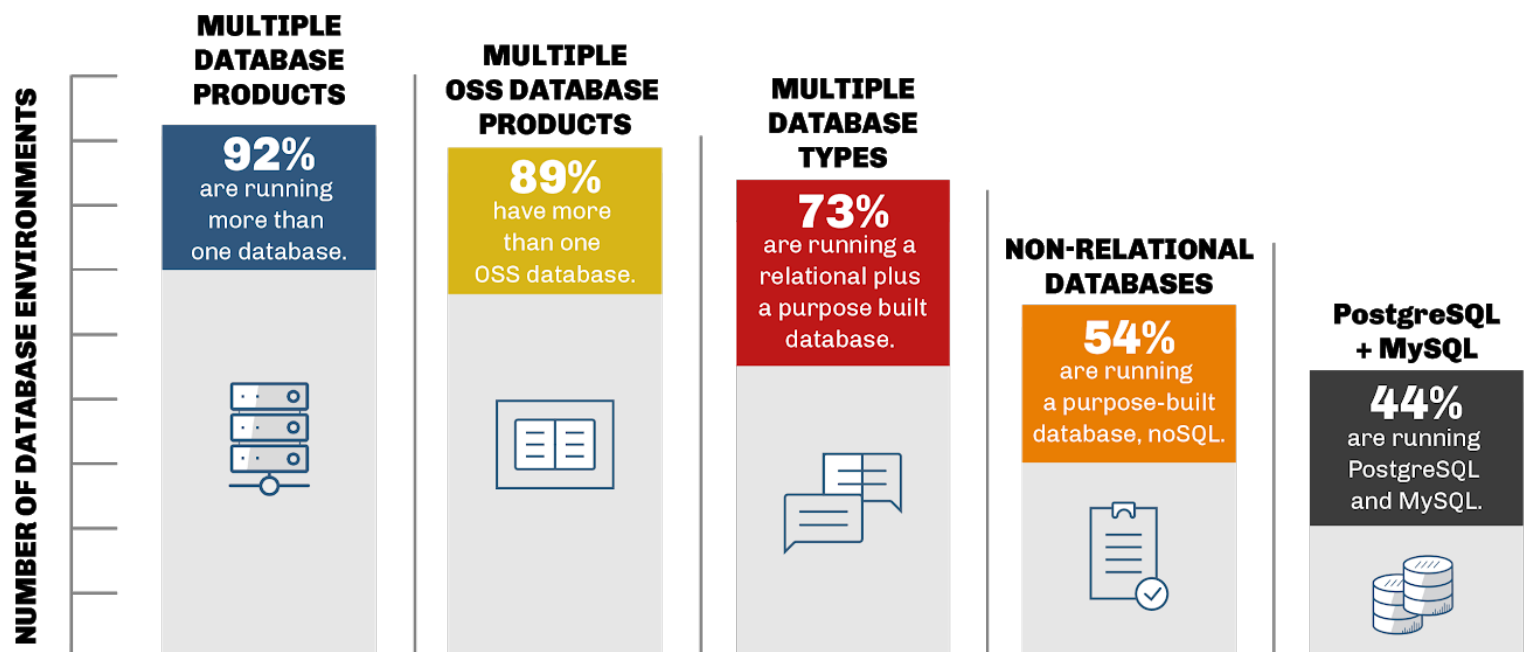 NUMBER OF DATABASE ENVIRONMENTS
MULTIPLE
DATABASE
PRODUCTS
92%
are running
more than
one database.
MULTIPLE
OSS DATABASE
PRODUCTS
89%
have more
than one
OSS database.
MULTIPLE
DATABASE
TYPES
73%
are running a
relational plus
a purpose built
database.
NON-RELATIONAL
DATABASES
54%
are running
a purpose-built
database, noSQL.
PostgreSQL
+ MySQL
44%
are running
PostgreSQL
and MySQL.